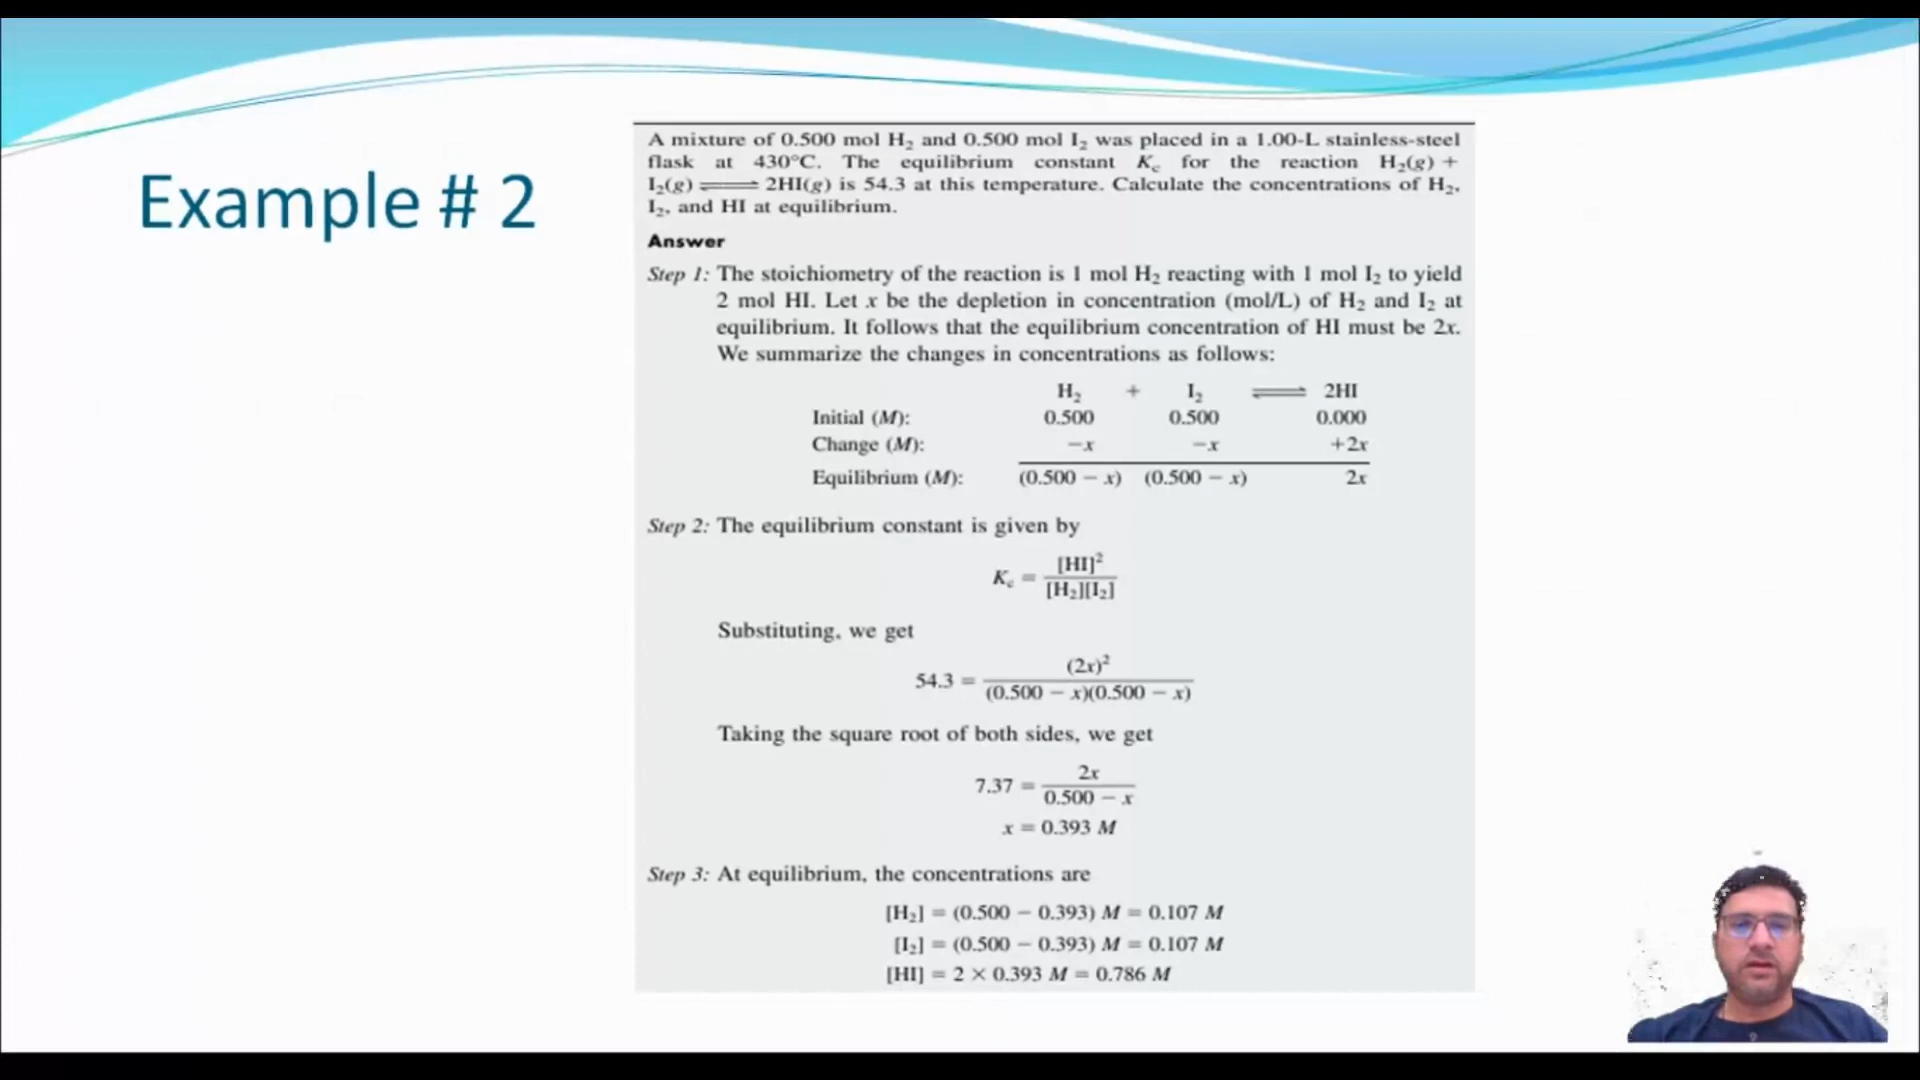 Example # 2
A mixture of 0.500 mol H₂ and 0.500 mol I₂ was placed in a 1.00-L stainless-steel
flask at 430°C. The equilibrium constant K꜀ for the reaction H₂(g) +
I₂(g) ⇌ 2HI(g) is 54.3 at this temperature. Calculate the concentrations of H₂,
I₂, and HI at equilibrium.
Answer
Step 1: The stoichiometry of the reaction is 1 mol H₂ reacting with 1 mol I₂ to yield
2 mol HI. Let x be the depletion in concentration (mol/L) of H₂ and I₂ at
equilibrium. It follows that the equilibrium concentration of HI must be 2x.
We summarize the changes in concentrations as follows:
H₂ + I₂ ⇌ 2HI
Initial (M): 0.500 0.500 0.000
Change (M): −x −x +2x
Equilibrium (M): (0.500 − x) (0.500 − x) 2x
Step 2: The equilibrium constant is given by
K꜀ = [HI]² / [H₂][I₂]
Substituting, we get
54.3 = (2x)² / (0.500 − x)(0.500 − x)
Taking the square root of both sides, we get
7.37 = 2x / 0.500 − x
x = 0.393 M
Step 3: At equilibrium, the concentrations are
[H₂] = (0.500 − 0.393) M = 0.107 M
[I₂] = (0.500 − 0.393) M = 0.107 M
[HI] = 2 × 0.393 M = 0.786 M